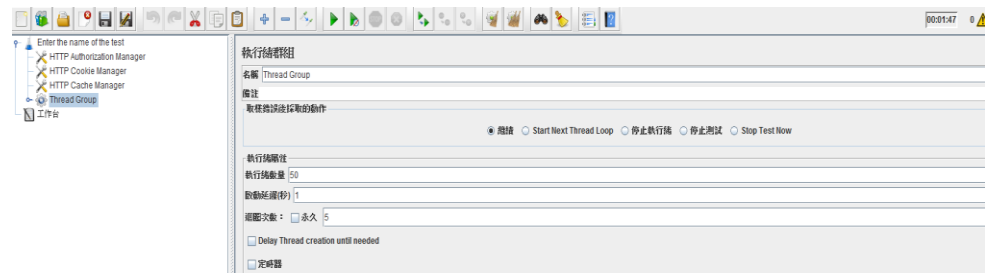 00:01:47 0
Enter the name of the test
HTTP Authorization Manager
HTTP Cookie Manager
HTTP Cache Manager
Thread Group
工作台
執行緒群組
名稱 Thread Group
備註
取樣錯誤後採取的動作
繼續 Start Next Thread Loop 停止執行緒 停止測試 Stop Test Now
執行緒屬性
執行緒數量 50
啟動延遲(秒) 1
迴圈次數： 永久 5
Delay Thread creation until needed
定時器